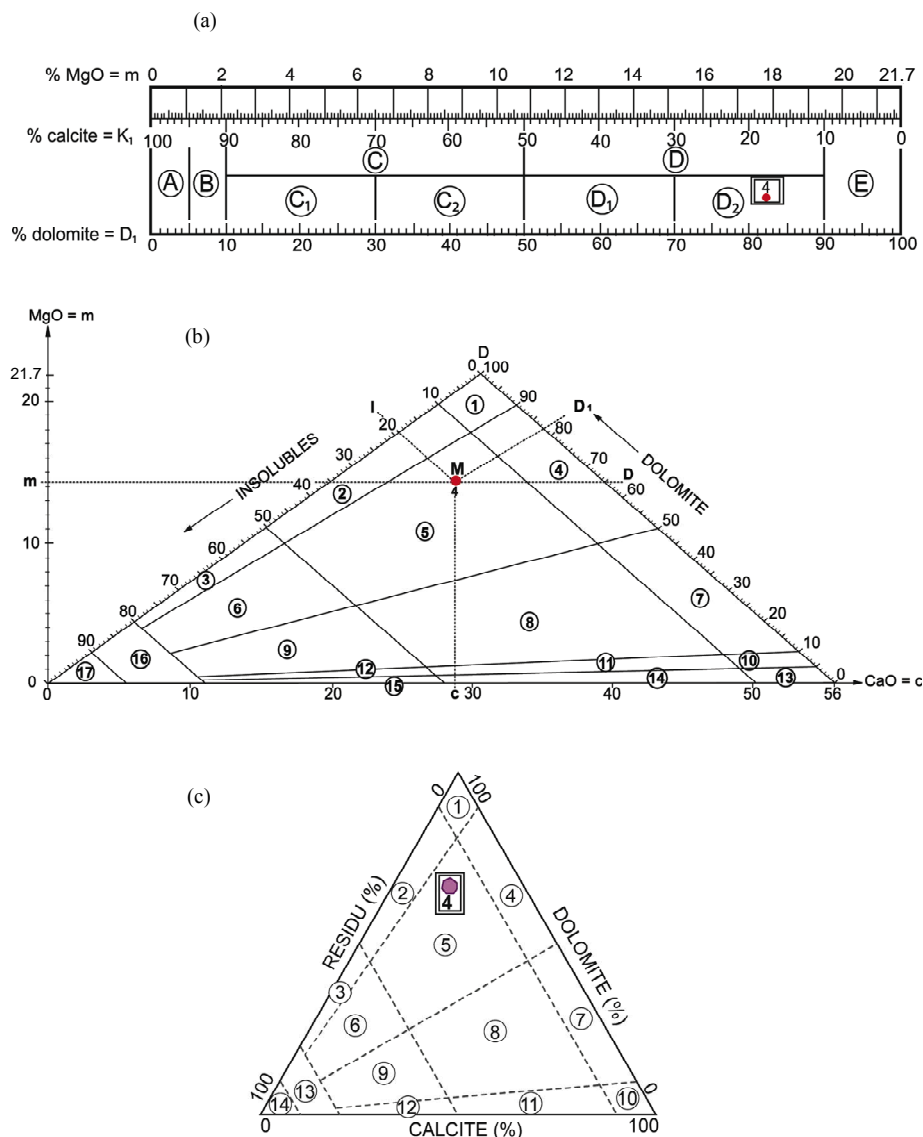 (a)
% MgO = m 0 2 4 6 8 10 12 14 16 18 20 21.7
% calcite = K₁ 100 90 80 70 60 50 40 30 20 10 0
A B C D E
C₁ C₂ D₁ D₂ 4
% dolomite = D₁ 0 10 20 30 40 50 60 70 80 90 100
(b)
MgO = m
21.7
20
m
10
0
D
0 100
10 90
I 20 80 D₁
30 70
40 60 D
50 50
60 40
70 30
80 20
90 10
0
INSOLUBLES
DOLOMITE
M
4
1
2
3
4
5
6
7
8
9
10
11
12
13
14
15
16
17
0 10 20 c 30 40 50 56 CaO = c
(c)
0 100
RESIDU (%)
DOLOMITE (%)
1
2
4
4
5
3
6
7
8
9
100 0
13
14
12
11
10
0 CALCITE (%) 100